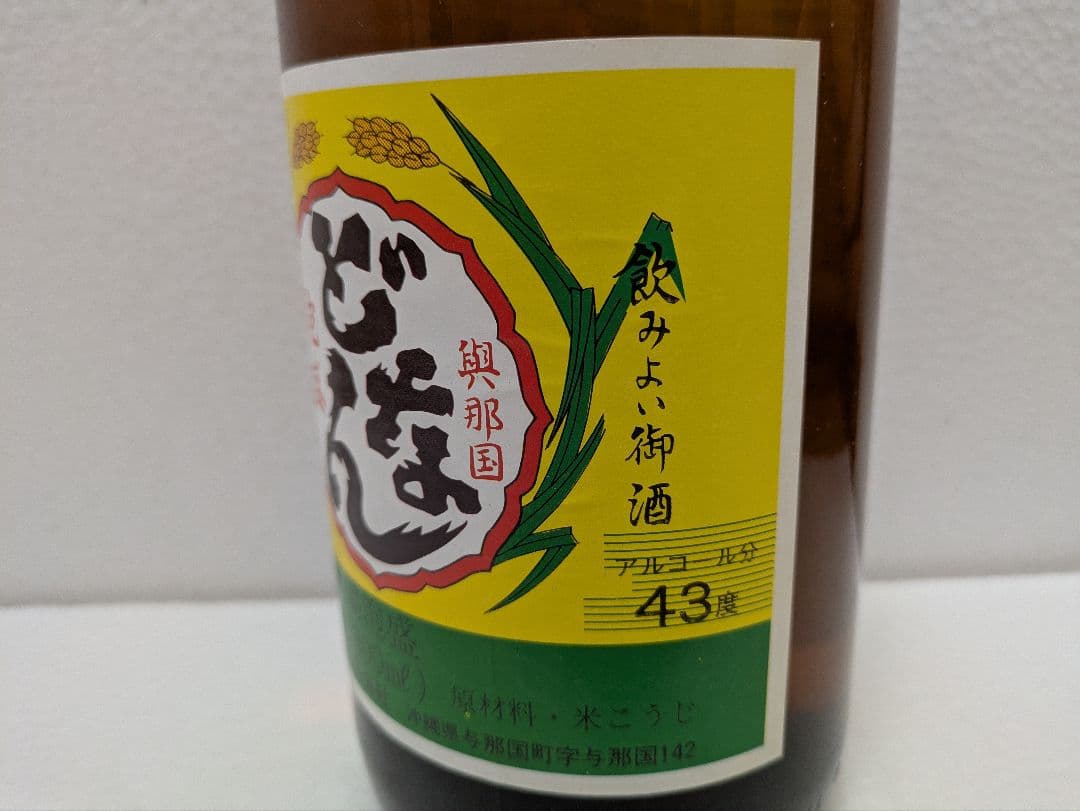 飲みよい御酒
與那国
どなん
アルコール分
43度
盛
ml)
原材料・米こうじ
沖縄県与那国町字与那国142